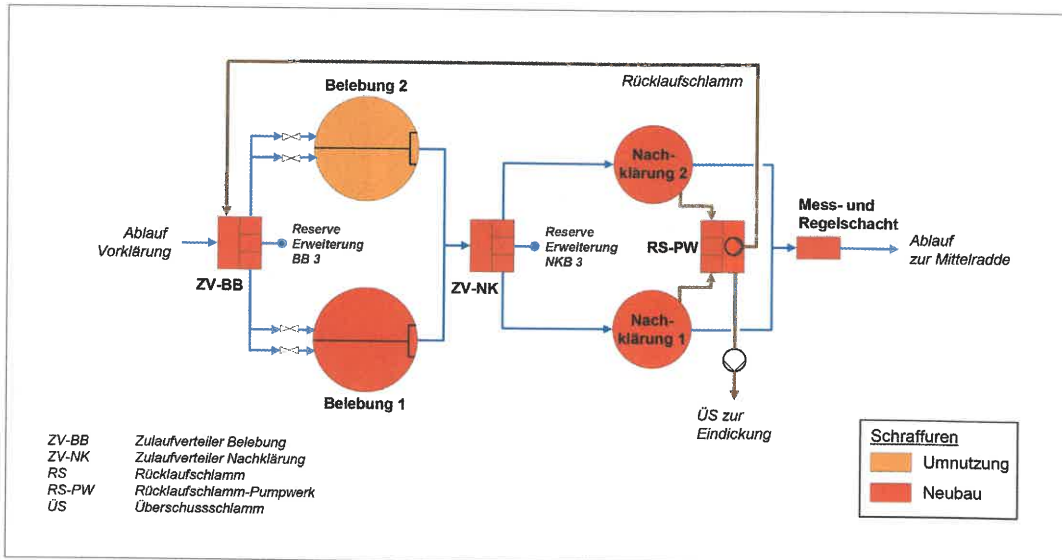 Rücklaufschlamm
Belebung 2
Nach-
klärung 2
Mess- und
Regelschacht
Ablauf
Vorklärung
Reserve
Erweiterung
BB 3
ZV-BB
Reserve
Erweiterung
NKB 3
ZV-NK
RS-PW
Ablauf
zur Mittelradde
Nach-
klärung 1
Belebung 1
ÜS zur
Eindickung
ZV-BB Zulaufverteiler Belebung
ZV-NK Zulaufverteiler Nachklärung
RS Rücklaufschlamm
RS-PW Rücklaufschlamm-Pumpwerk
ÜS Überschussschlamm
Schraffuren
Umnutzung
Neubau